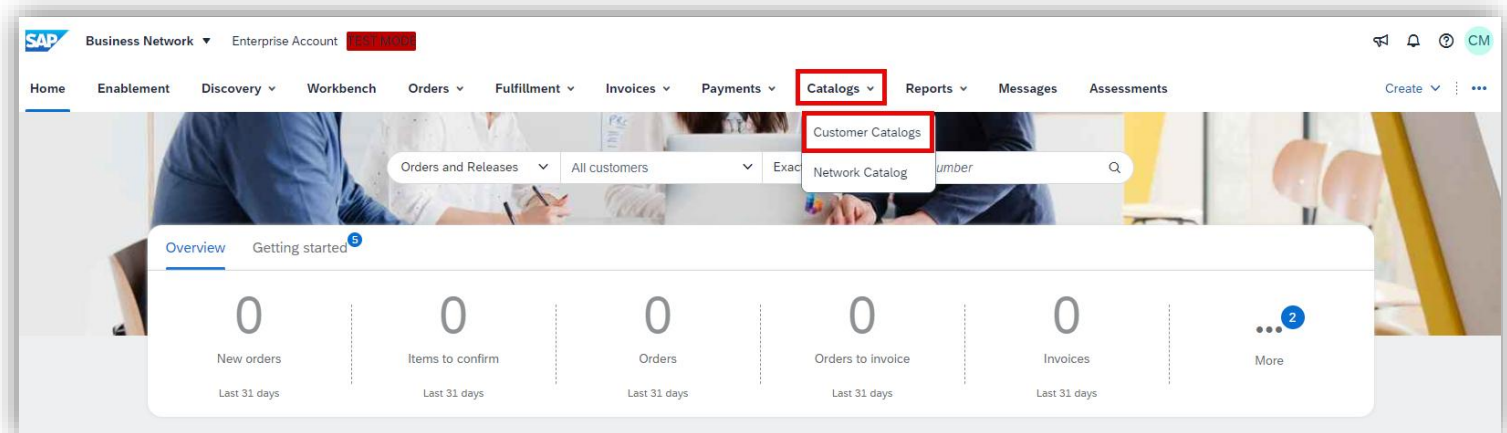 SAP Business Network Enterprise Account TEST MODE CM
Home Enablement Discovery Workbench Orders Fulfillment Invoices Payments Catalogs Reports Messages Assessments Create
Customer Catalogs
Orders and Releases All customers Exac umber
Network Catalog
Overview Getting started 5
0 0 0 0 0 ... 2
New orders Items to confirm Orders Orders to invoice Invoices More
Last 31 days Last 31 days Last 31 days Last 31 days Last 31 days